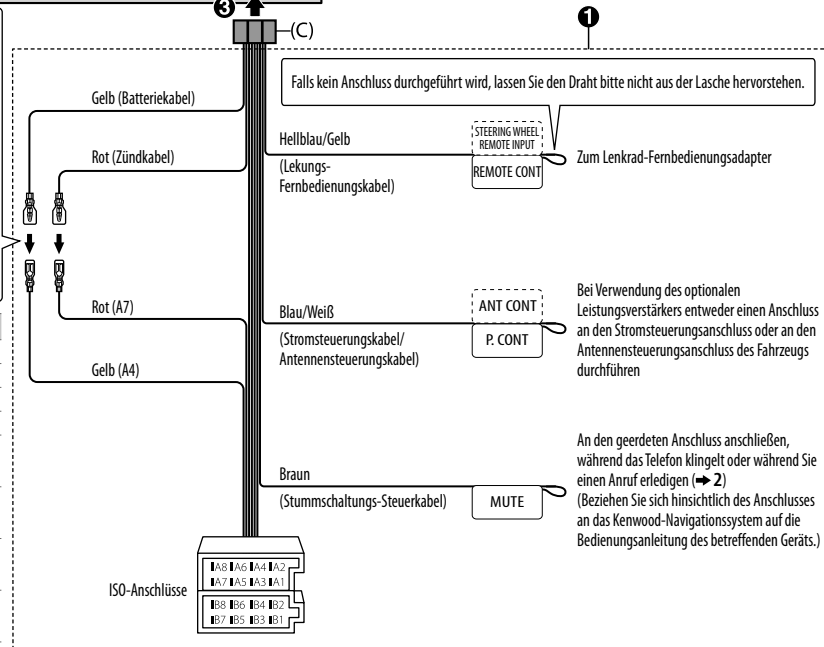 ❸
(C)
❶
Falls kein Anschluss durchgeführt wird, lassen Sie den Draht bitte nicht aus der Lasche hervorstehen.
Gelb (Batteriekabel)
Rot (Zündkabel)
Hellblau/Gelb
(Lekungs-
Fernbedienungskabel)
STEERING WHEEL
REMOTE INPUT
REMOTE CONT
Zum Lenkrad-Fernbedienungsadapter
Rot (A7)
Gelb (A4)
Blau/Weiß
(Stromsteuerungskabel/
Antennensteuerungskabel)
ANT CONT
P. CONT
Bei Verwendung des optionalen
Leistungsverstärkers entweder einen Anschluss
an den Stromsteuerungsanschluss oder an den
Antennensteuerungsanschluss des Fahrzeugs
durchführen
Braun
(Stummschaltungs-Steuerkabel)
MUTE
An den geerdeten Anschluss anschließen,
während das Telefon klingelt oder während Sie
einen Anruf erledigen (➜ 2)
(Beziehen Sie sich hinsichtlich des Anschlusses
an das Kenwood-Navigationssystem auf die
Bedienungsanleitung des betreffenden Geräts.)
ISO-Anschlüsse
A8 A6 A4 A2
A7 A5 A3 A1
B8 B6 B4 B2
B7 B5 B3 B1